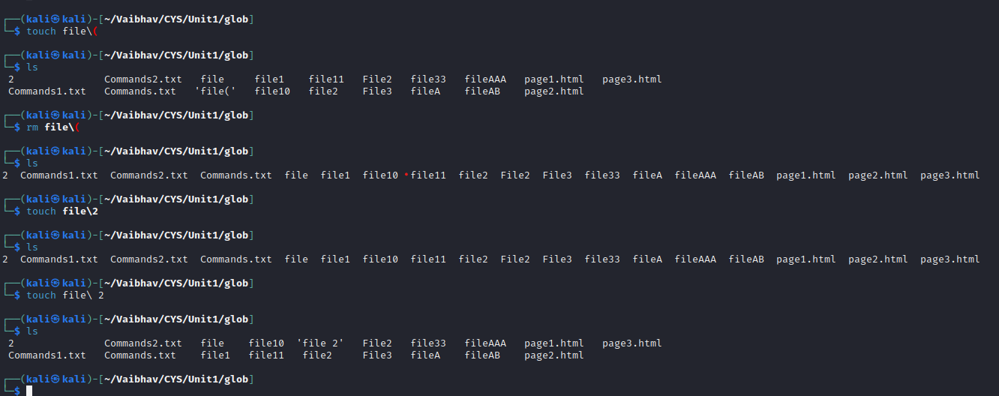 ┌──(kali㉿kali)-[~/Vaibhav/CYS/Unit1/glob]
└─$ touch file\(
┌──(kali㉿kali)-[~/Vaibhav/CYS/Unit1/glob]
└─$ ls
 2               Commands2.txt   file     file1    file11   File2   file33   fileAAA   page1.html   page3.html
 Commands1.txt   Commands.txt   'file('   file10   file2    File3   fileA    fileAB    page2.html
┌──(kali㉿kali)-[~/Vaibhav/CYS/Unit1/glob]
└─$ rm file\(
┌──(kali㉿kali)-[~/Vaibhav/CYS/Unit1/glob]
└─$ ls
2  Commands1.txt  Commands2.txt  Commands.txt  file  file1  file10  file11  file2  File2  File3  file33  fileA  fileAAA  fileAB  page1.html  page2.html  page3.html
┌──(kali㉿kali)-[~/Vaibhav/CYS/Unit1/glob]
└─$ touch file\2
┌──(kali㉿kali)-[~/Vaibhav/CYS/Unit1/glob]
└─$ ls
2  Commands1.txt  Commands2.txt  Commands.txt  file  file1  file10  file11  file2  File2  File3  file33  fileA  fileAAA  fileAB  page1.html  page2.html  page3.html
┌──(kali㉿kali)-[~/Vaibhav/CYS/Unit1/glob]
└─$ touch file\ 2
┌──(kali㉿kali)-[~/Vaibhav/CYS/Unit1/glob]
└─$ ls
 2               Commands2.txt   file    file10  'file 2'   File2   file33   fileAAA   page1.html   page3.html
 Commands1.txt   Commands.txt    file1   file11   file2     File3   fileA    fileAB    page2.html
┌──(kali㉿kali)-[~/Vaibhav/CYS/Unit1/glob]
└─$